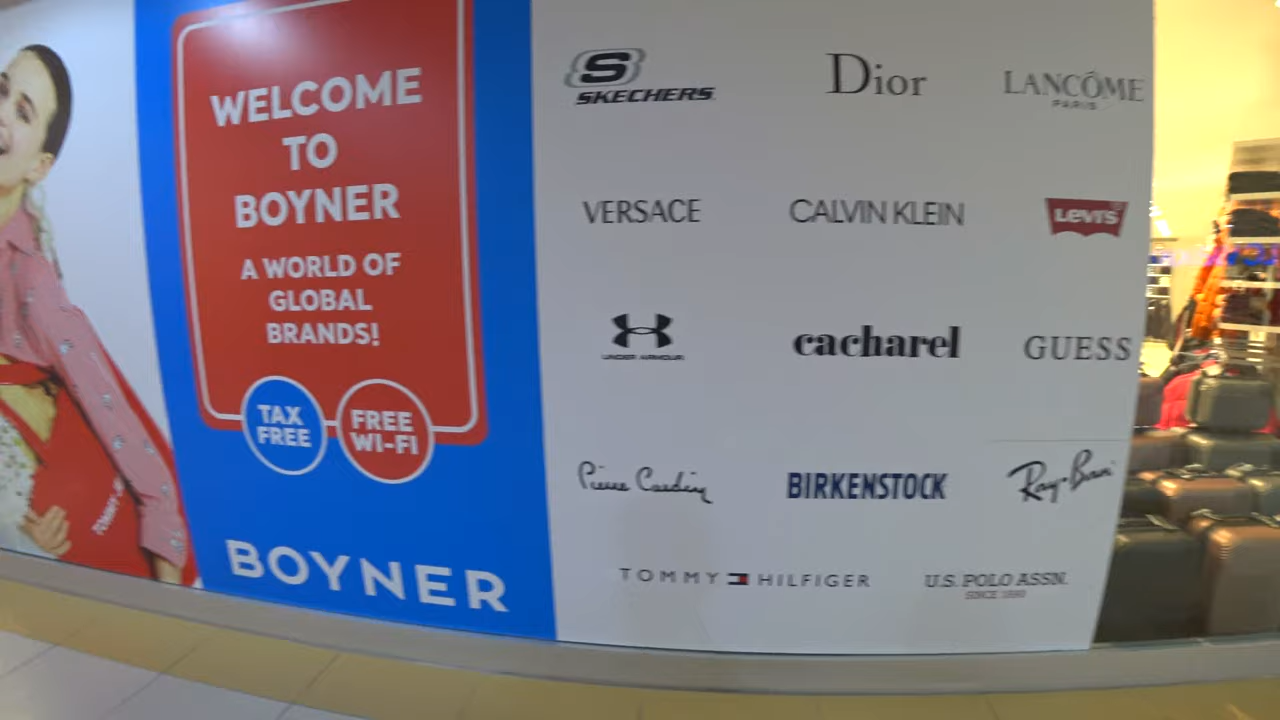 WELCOME
TO
BOYNER
A WORLD OF
GLOBAL
BRANDS!
TAX
FREE
FREE
WI-FI
BOYNER
SKECHERS
Dior
LANCÔME
PARIS
VERSACE
CALVIN KLEIN
LEVI'S
UNDER ARMOUR
cacharel
GUESS
Pierre Cardin
BIRKENSTOCK
Ray-Ban
TOMMY HILFIGER
U.S. POLO ASSN.
SINCE 1890